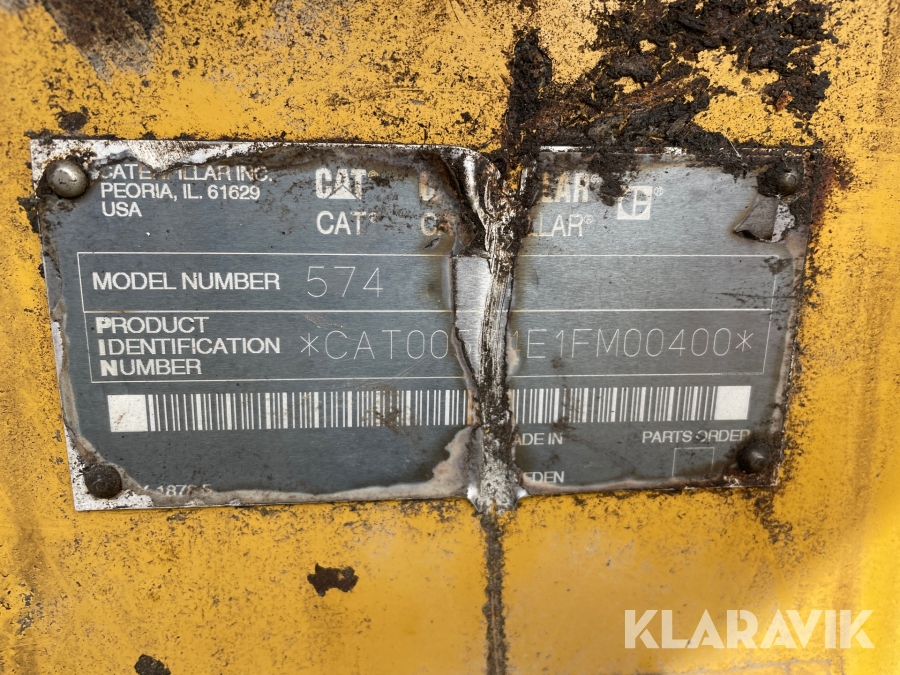 CATERPILLAR INC.
PEORIA, IL. 61629
USA
CAT® C LLAR®
CAT® C LLAR®
MODEL NUMBER 574
PRODUCT
IDENTIFICATION
NUMBER
*CAT00 E1FM00400*
MADE IN
PARTS ORDER
EDEN
KLARAVIK